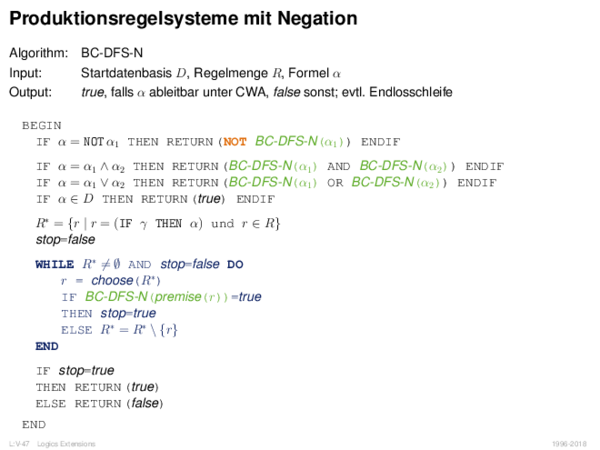 Produktionsregelsysteme mit Negation
Algorithm: BC-DFS-N
Input: Startdatenbasis D, Regelmenge R, Formel α
Output: true, falls α ableitbar unter CWA, false sonst; evtl. Endlosschleife
BEGIN
IF α = NOT α₁ THEN RETURN (NOT BC-DFS-N(α₁)) ENDIF
IF α = α₁ ∧ α₂ THEN RETURN (BC-DFS-N(α₁) AND BC-DFS-N(α₂)) ENDIF
IF α = α₁ ∨ α₂ THEN RETURN (BC-DFS-N(α₁) OR BC-DFS-N(α₂)) ENDIF
IF α ∈ D THEN RETURN (true) ENDIF
R* = {r | r = (IF γ THEN α) und r ∈ R}
stop=false
WHILE R* ≠ ∅ AND stop=false DO
r = choose(R*)
IF BC-DFS-N(premise(r))=true
THEN stop=true
ELSE R* = R* \ {r}
END
IF stop=true
THEN RETURN (true)
ELSE RETURN (false)
END
L:V-47 Logics Extensions 1996-2018